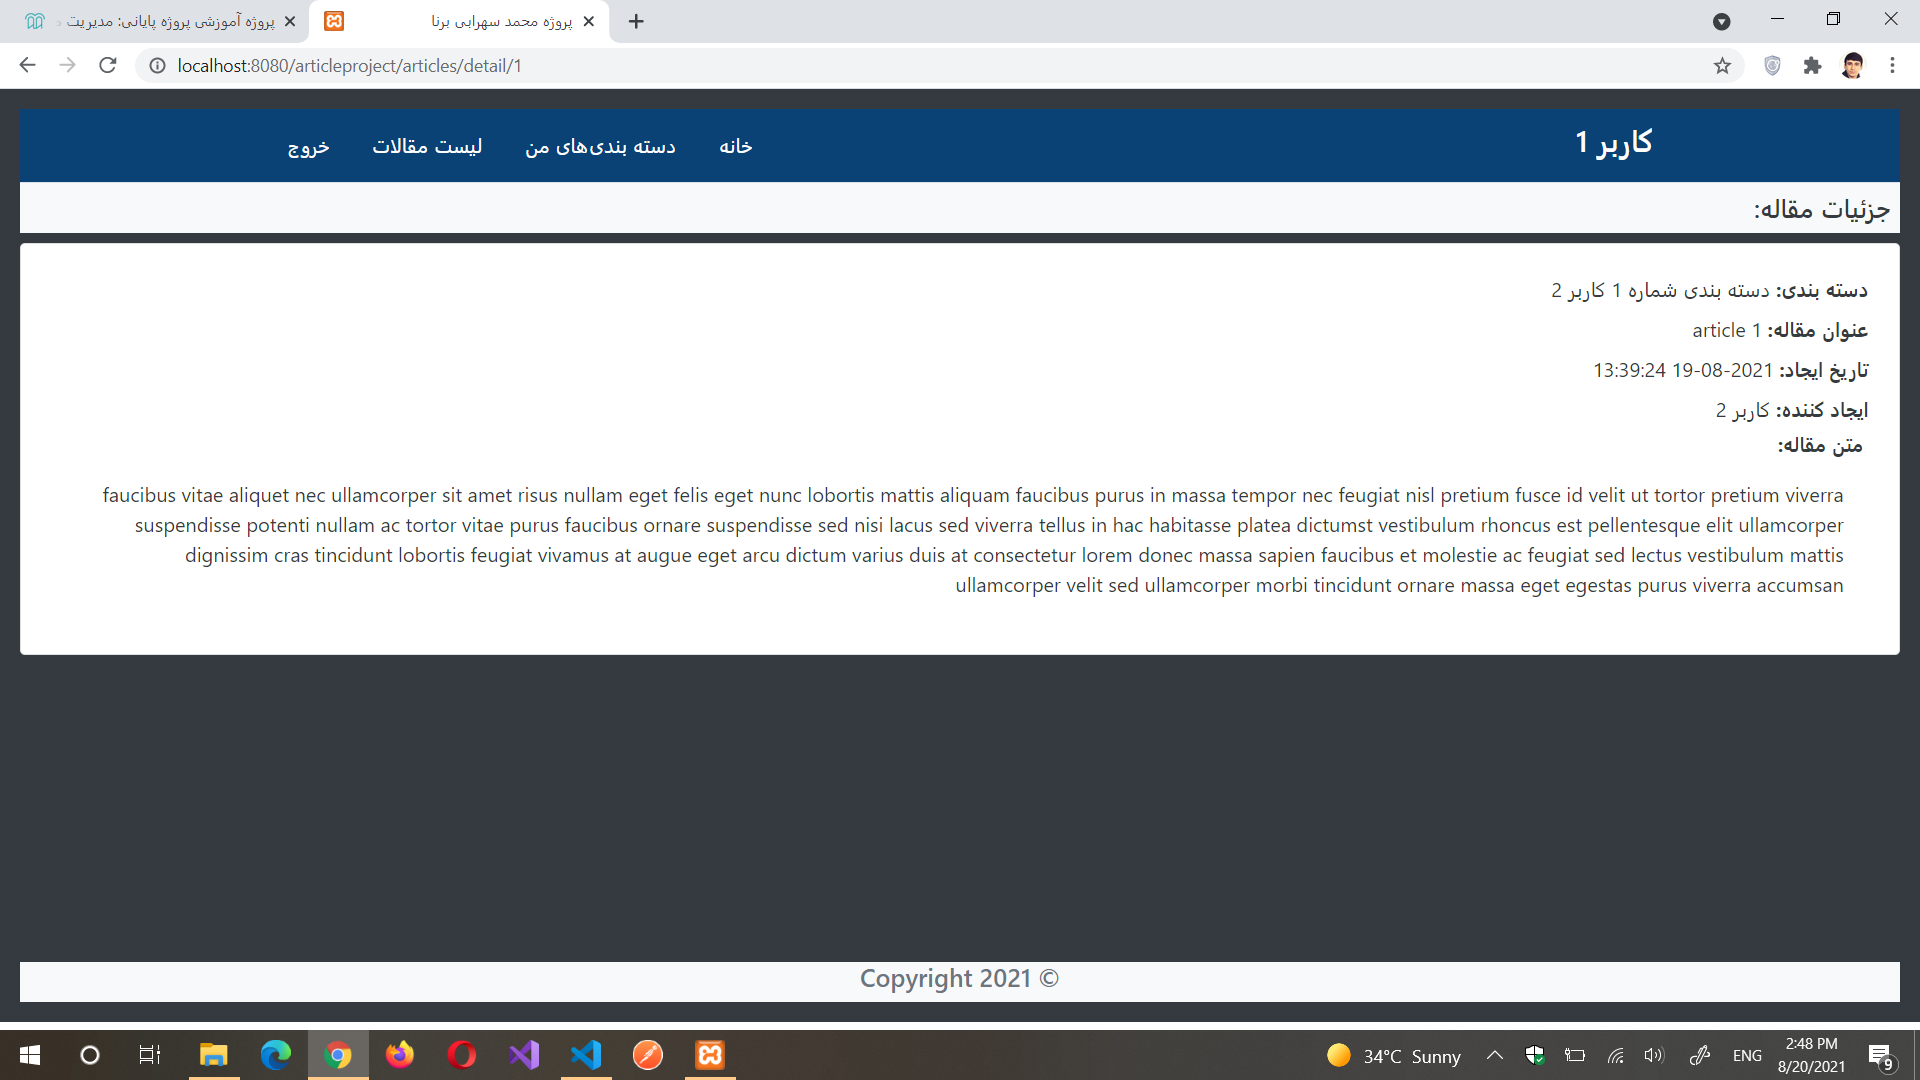 پروژه آموزشی پروژه پایانی: مدیریت
پروژه محمد سهرابی برنا
localhost:8080/articleproject/articles/detail/1
کاربر 1
خانه
دسته بندی‌های من
لیست مقالات
خروج
جزئیات مقاله:
دسته بندی: دسته بندی شماره 1 کاربر 2
عنوان مقاله: article 1
تاریخ ایجاد: 2021-08-19 13:39:24
ایجاد کننده: کاربر 2
متن مقاله:
faucibus vitae aliquet nec ullamcorper sit amet risus nullam eget felis eget nunc lobortis mattis aliquam faucibus purus in massa tempor nec feugiat nisl pretium fusce id velit ut tortor pretium viverra
suspendisse potenti nullam ac tortor vitae purus faucibus ornare suspendisse sed nisi lacus sed viverra tellus in hac habitasse platea dictumst vestibulum rhoncus est pellentesque elit ullamcorper
dignissim cras tincidunt lobortis feugiat vivamus at augue eget arcu dictum varius duis at consectetur lorem donec massa sapien faucibus et molestie ac feugiat sed lectus vestibulum mattis
ullamcorper velit sed ullamcorper morbi tincidunt ornare massa eget egestas purus viverra accumsan
Copyright 2021 ©
34°C Sunny
ENG
2:48 PM
8/20/2021
9